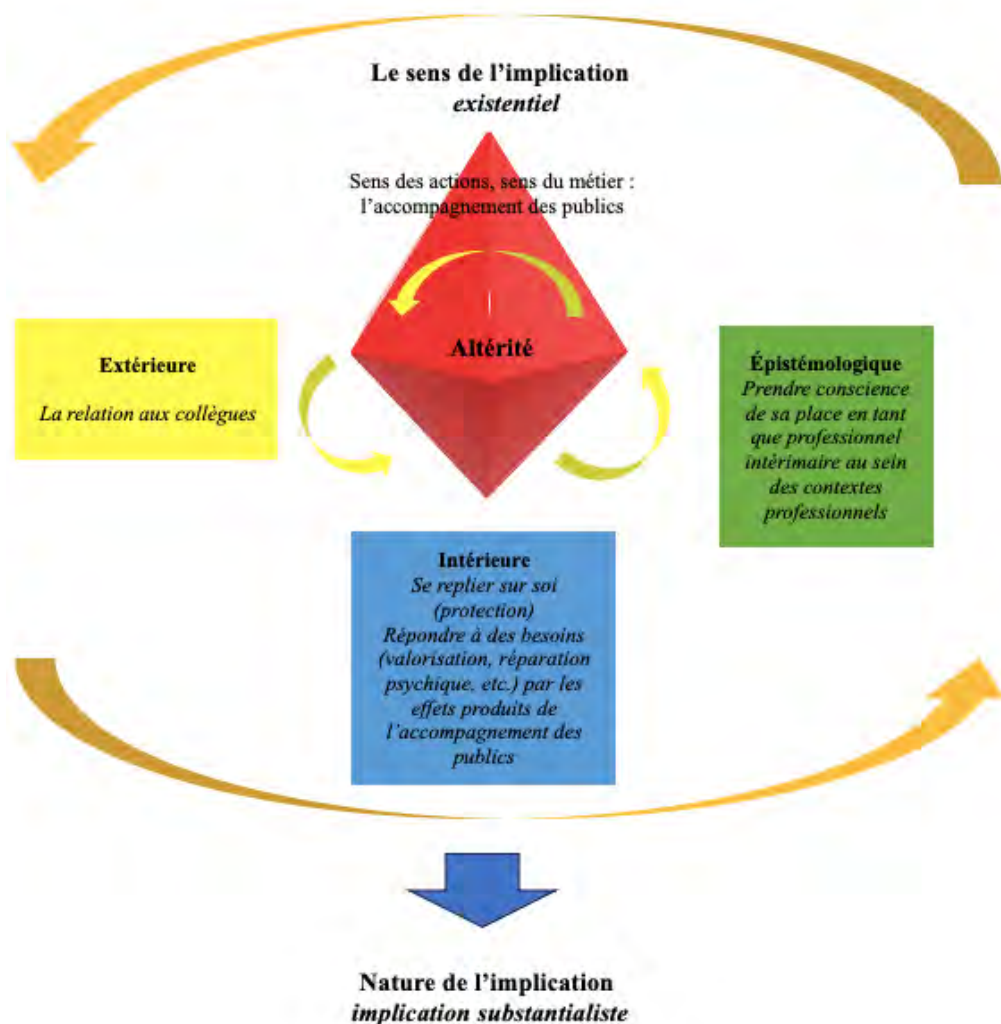 Le sens de l'implication
existentiel
Sens des actions, sens du métier :
l'accompagnement des publics
Altérité
Extérieure
La relation aux collègues
Épistémologique
Prendre conscience
de sa place en tant
que professionnel
intérimaire au sein
des contextes
professionnels
Intérieure
Se replier sur soi
(protection)
Répondre à des besoins
(valorisation, réparation
psychique, etc.) par les
effets produits de
l'accompagnement des
publics
Nature de l'implication
implication substantialiste